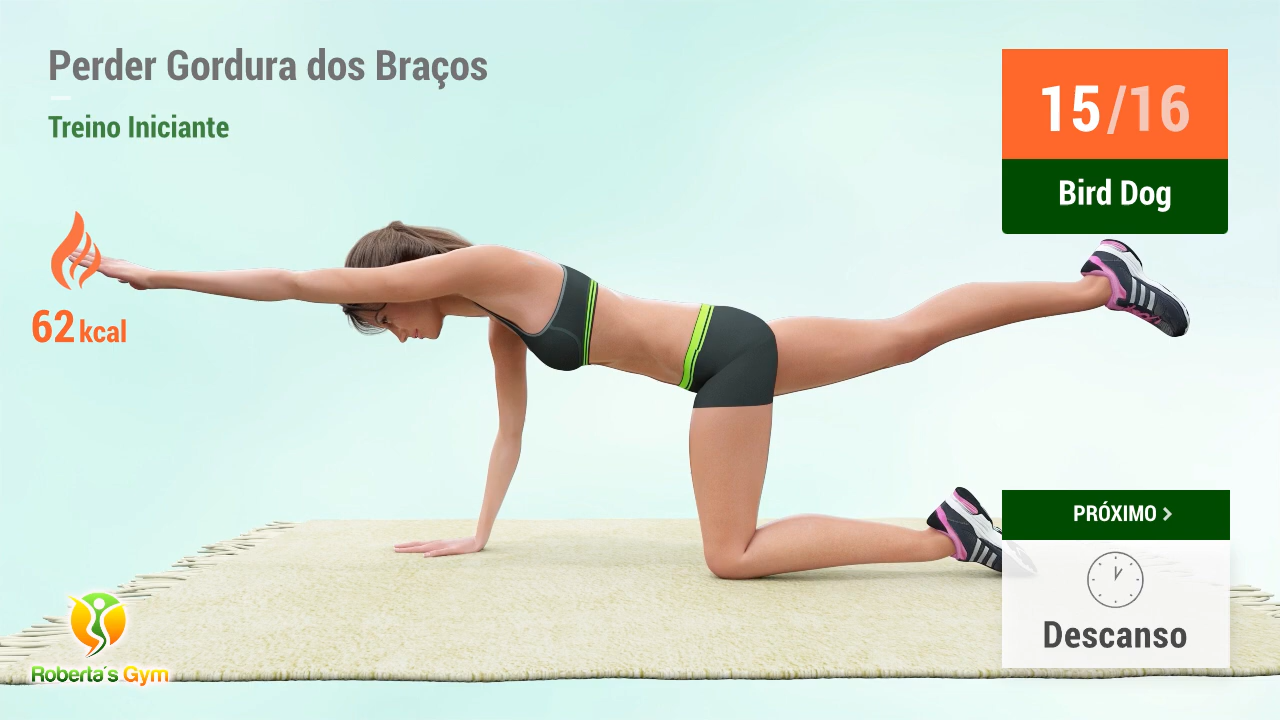 Perder Gordura dos Braços
Treino Iniciante
15/16
Bird Dog
62 kcal
PRÓXIMO >
Descanso
Roberta´s Gym